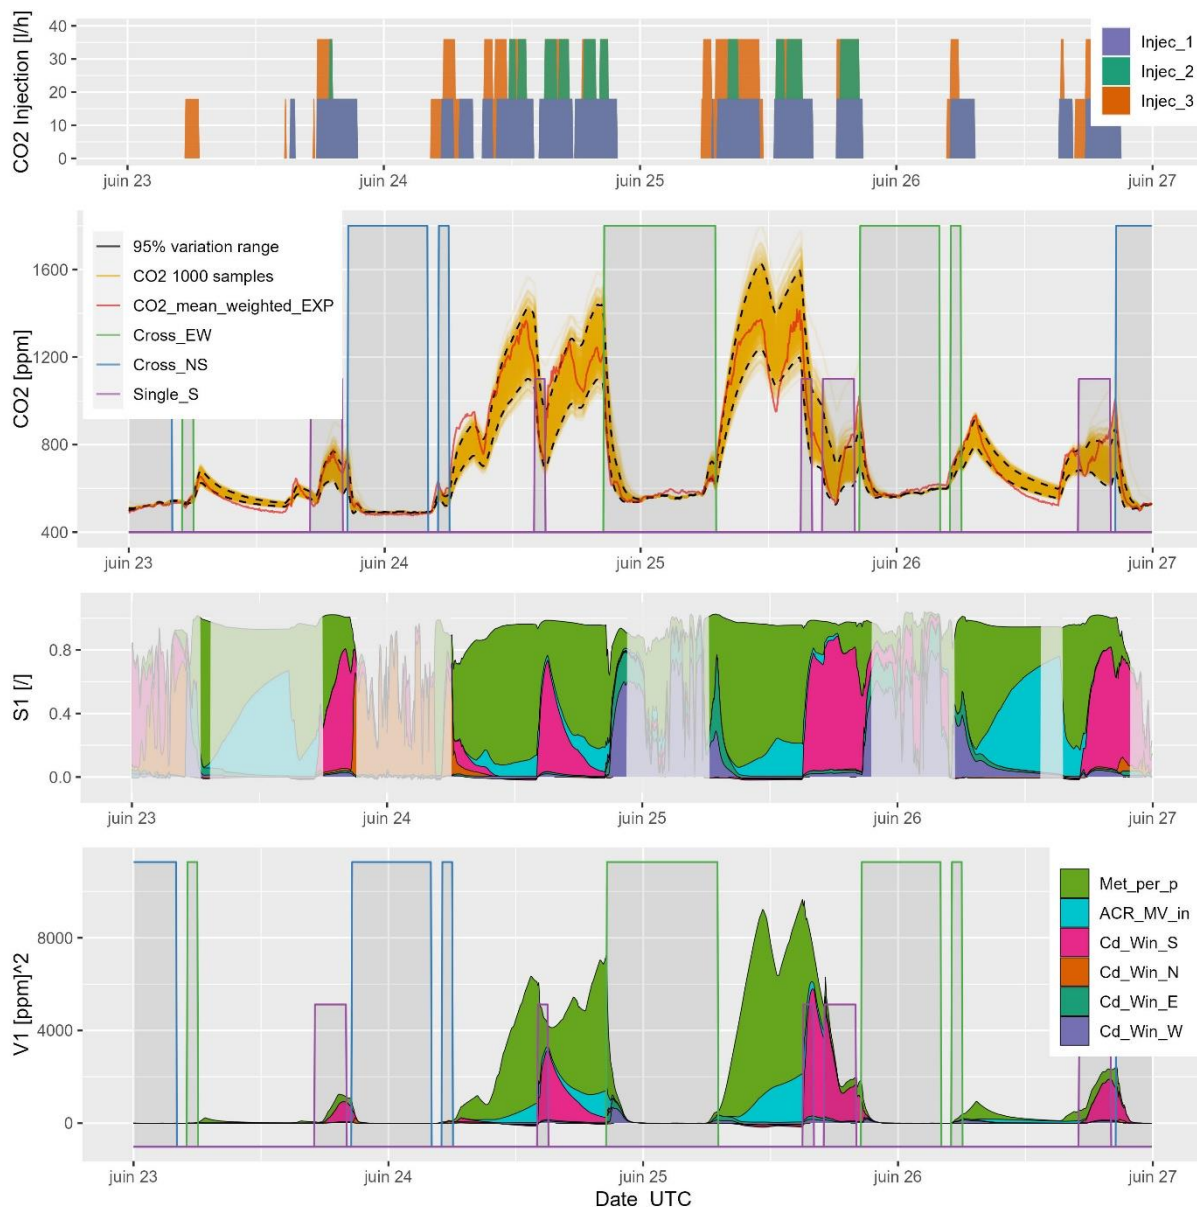 CO2 Injection [l/h]
40
30
20
10
0
Injec_1
Injec_2
Injec_3
juin 23
juin 24
juin 25
juin 26
juin 27
CO2 [ppm]
1600
1200
800
400
95% variation range
CO2 1000 samples
CO2_mean_weighted_EXP
Cross_EW
Cross_NS
Single_S
juin 23
juin 24
juin 25
juin 26
juin 27
S1 [/]
0.8
0.4
0.0
juin 23
juin 24
juin 25
juin 26
juin 27
V1 [ppm]^2
8000
4000
0
Met_per_p
ACR_MV_in
Cd_Win_S
Cd_Win_N
Cd_Win_E
Cd_Win_W
juin 23
juin 24
juin 25
juin 26
juin 27
Date_UTC